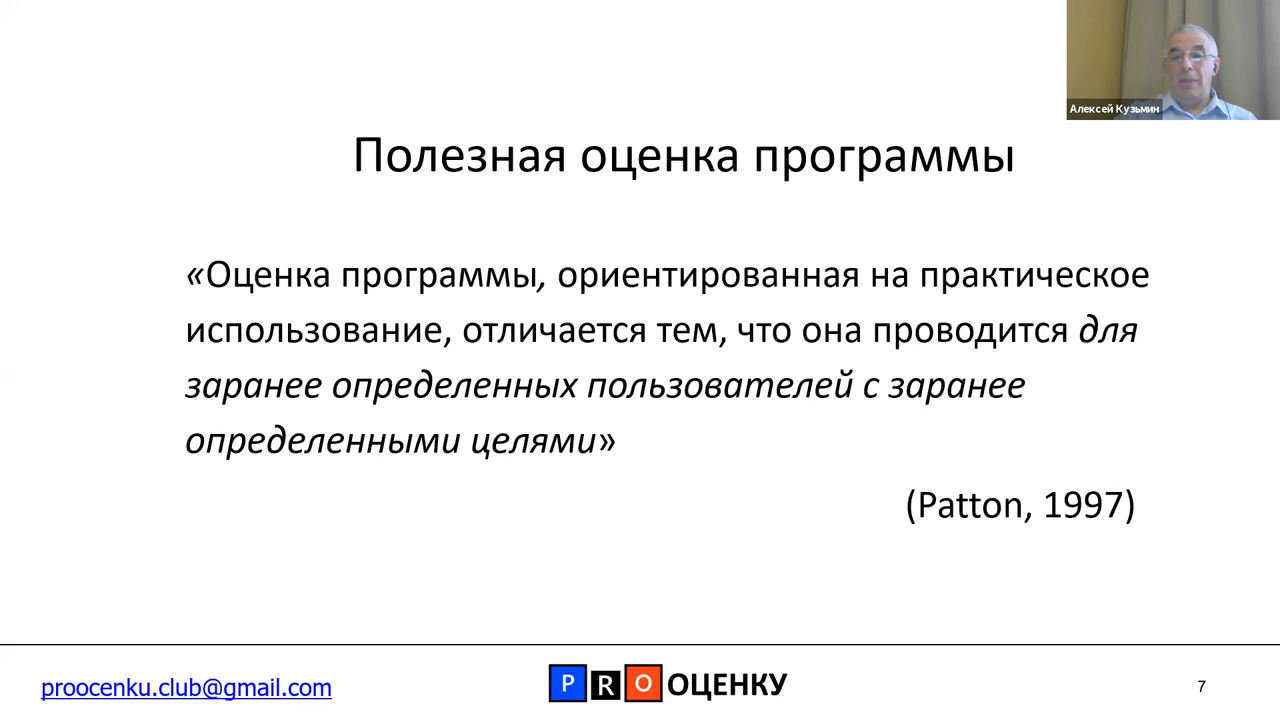 Алексей Кузьмин
Полезная оценка программы
«Оценка программы, ориентированная на практическое
использование, отличается тем, что она проводится для
заранее определенных пользователей с заранее
определенными целями»
(Patton, 1997)
proocenku.club@gmail.com
PRO ОЦЕНКУ
7